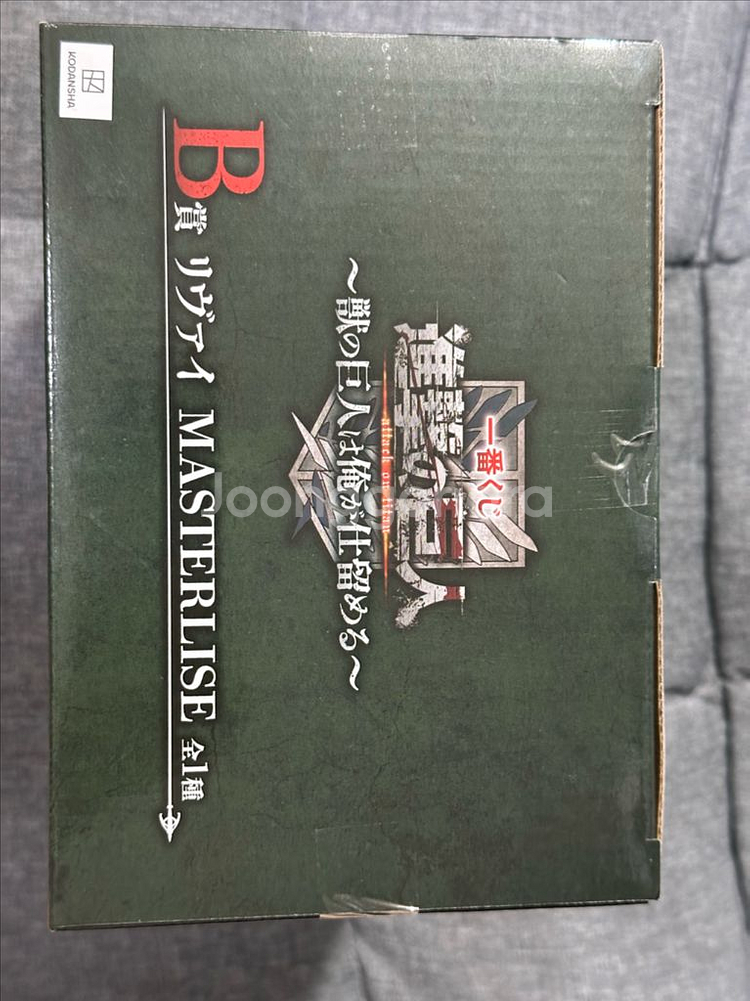 KODANSHA
一番くじ
進撃の巨人
attack on titan
～獣の巨人は俺が仕留める～
B賞 リヴァイ MASTERLISE 全1種